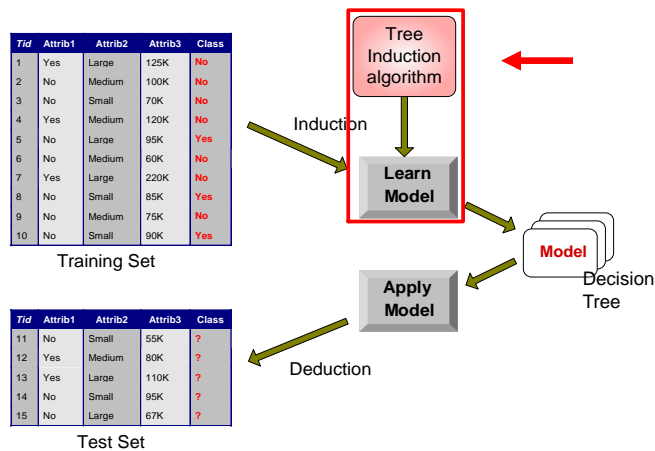 Tid Attrib1 Attrib2 Attrib3 Class
1 Yes Large 125K No
2 No Medium 100K No
3 No Small 70K No
4 Yes Medium 120K No
5 No Large 95K Yes
6 No Medium 60K No
7 Yes Large 220K No
8 No Small 85K Yes
9 No Medium 75K No
10 No Small 90K Yes
Training Set
Tree
Induction
algorithm
Induction
Learn
Model
Model
Decision
Tree
Apply
Model
Deduction
Tid Attrib1 Attrib2 Attrib3 Class
11 No Small 55K ?
12 Yes Medium 80K ?
13 Yes Large 110K ?
14 No Small 95K ?
15 No Large 67K ?
Test Set